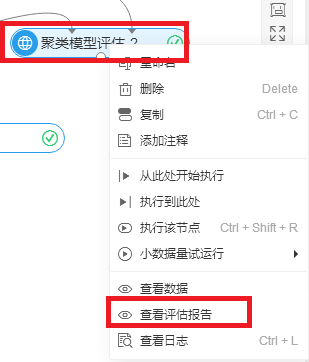 聚类模型评估-2
重命名
删除 Delete
复制 Ctrl + C
添加注释
从此处开始执行
执行到此处
执行该节点 Ctrl + Shift + R
小数据量试运行
查看数据
查看评估报告
查看日志 Ctrl + L